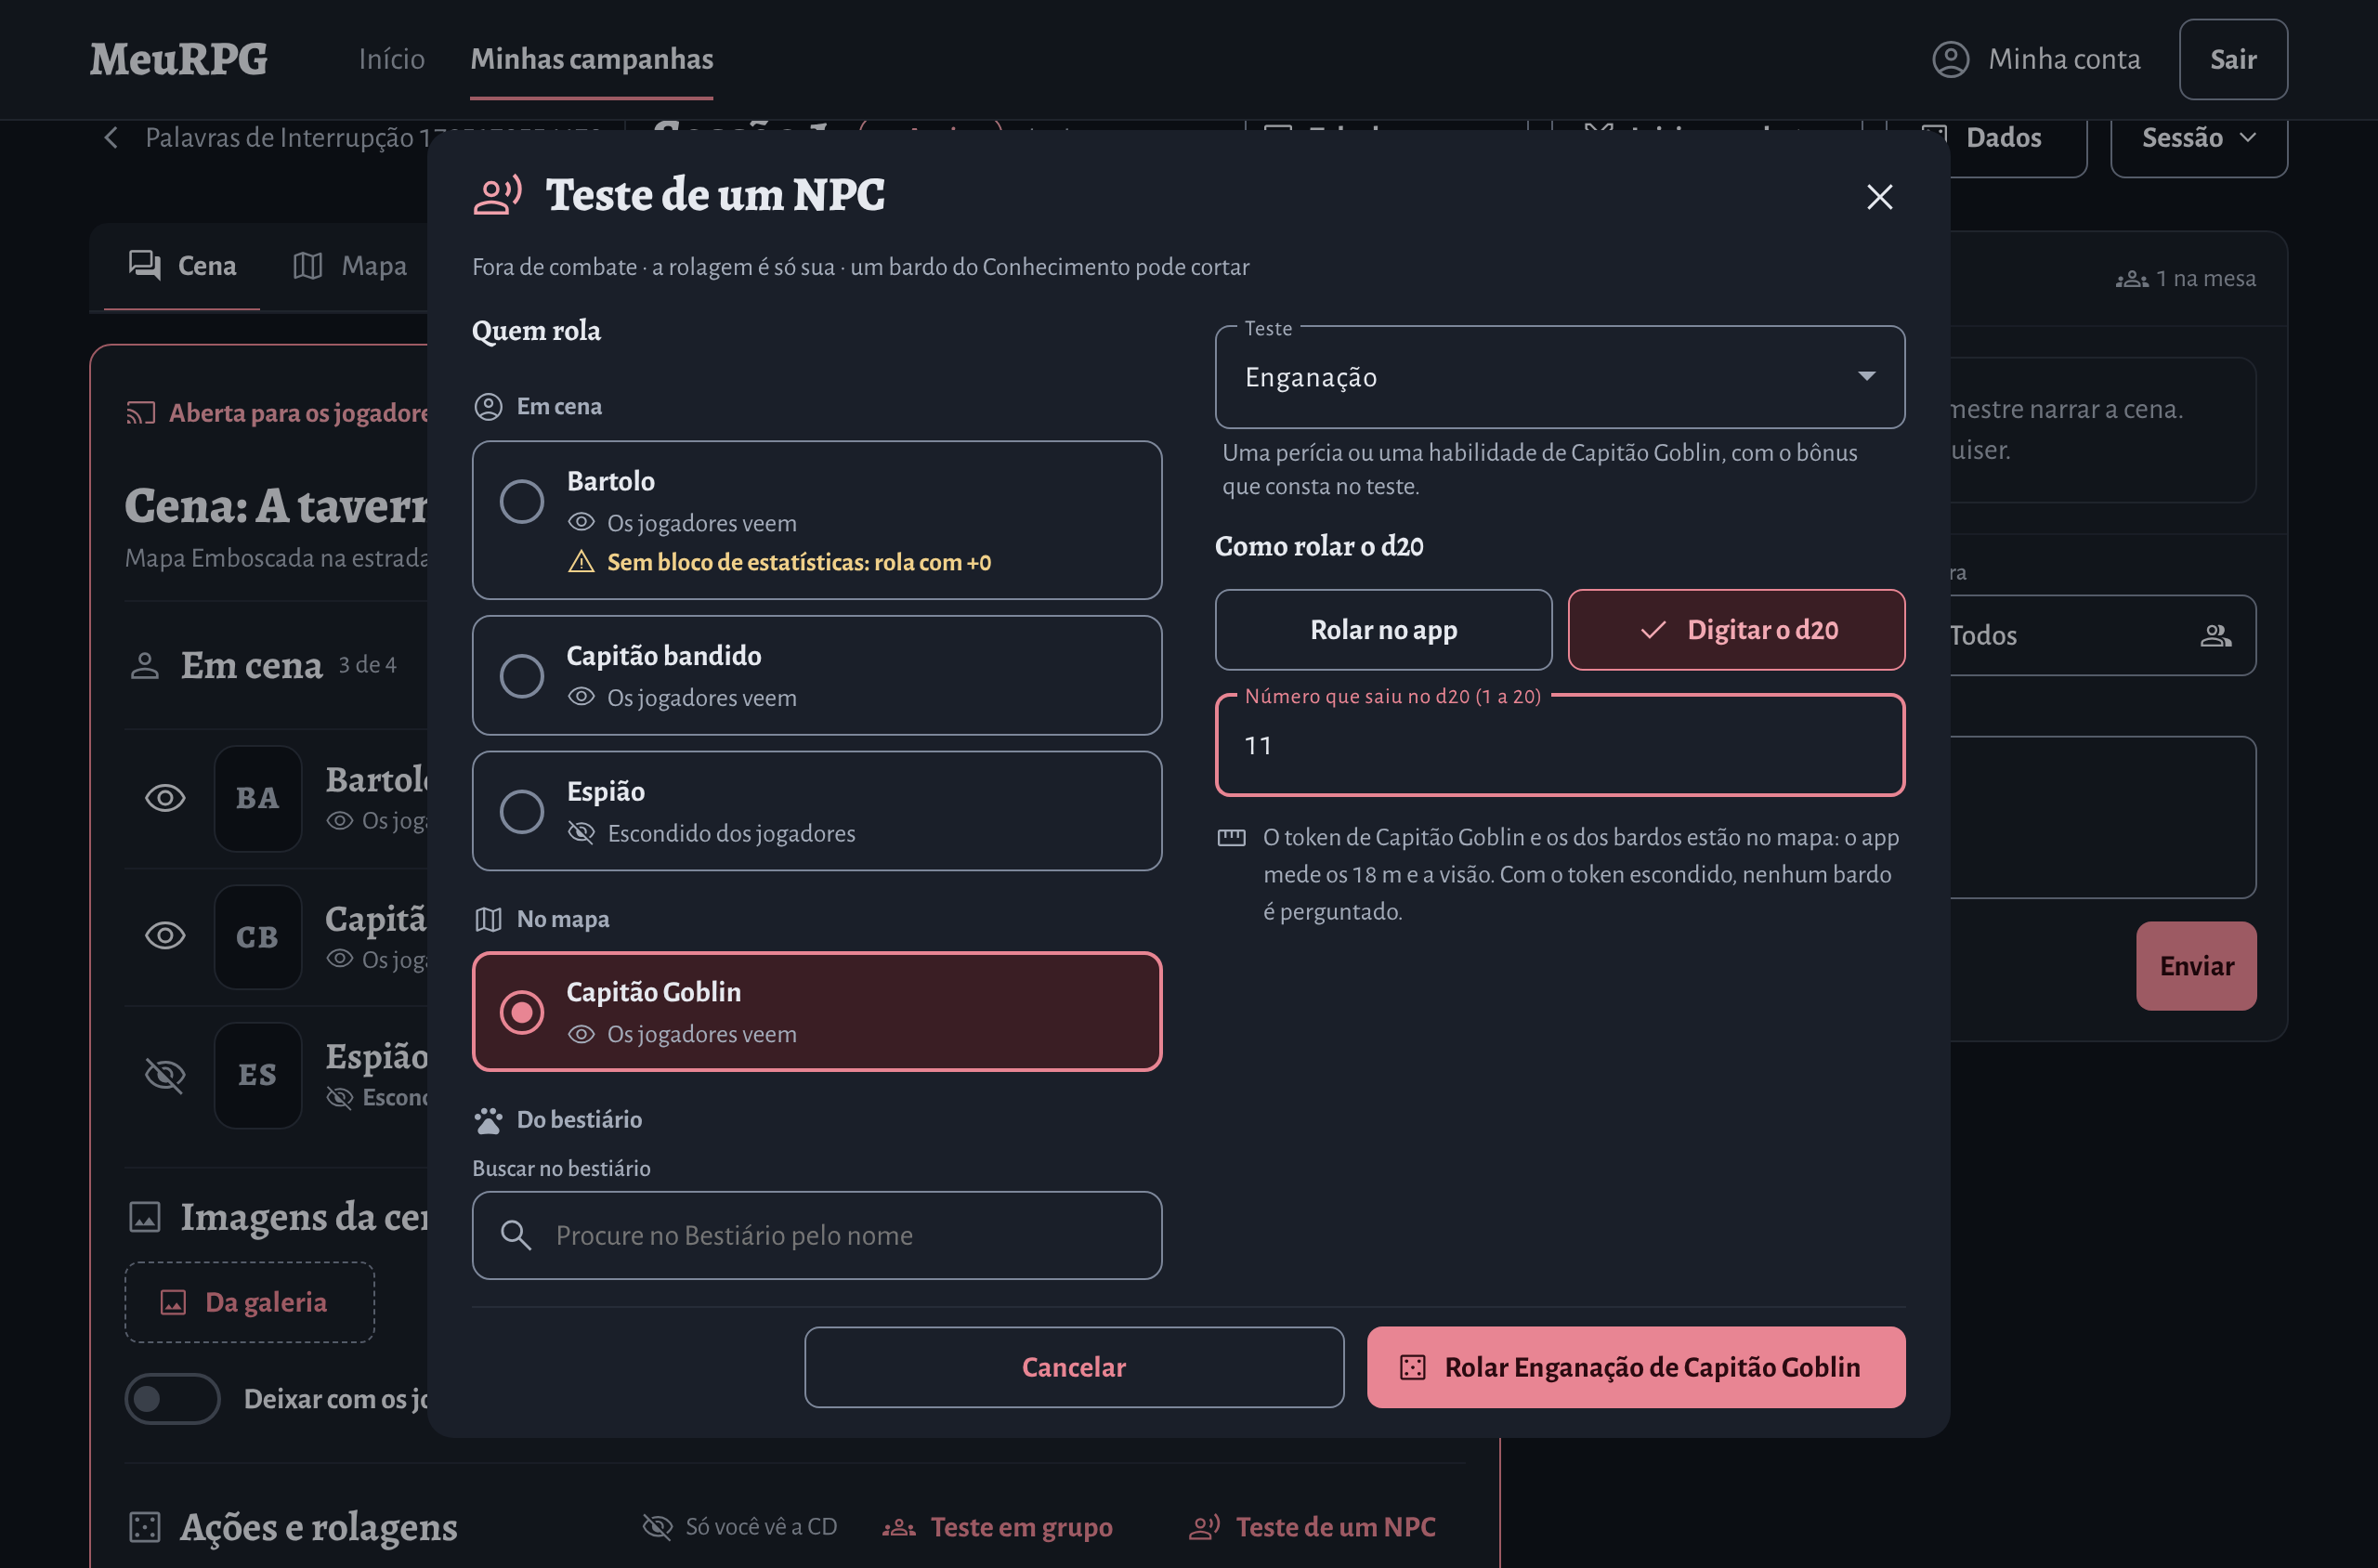 MeuRPG
Início
Minhas campanhas
Minha conta
Sair
Palavras de Interrupção
Dados
Sessão
Teste de um NPC
Fora de combate · a rolagem é só sua · um bardo do Conhecimento pode cortar
Cena
Mapa
1 na mesa
Aberta para os
Cena: A
Mapa Emboscada na estrada
Em cena
3 de 4
BA
Os
CB
Os
ES
Espião
Imagens da
Da galeria
Deixar com os
Ações e rolagens
Só você vê a CD
Teste em grupo
Teste de um NPC
Quem rola
Em cena
Bartolo
Os jogadores veem
Sem bloco de estatísticas: rola com +0
Capitão bandido
Os jogadores veem
Espião
Escondido dos jogadores
No mapa
Capitão Goblin
Os jogadores veem
Do bestiário
Buscar no bestiário
Procure no Bestiário pelo nome
Teste
Enganação
Uma perícia ou uma habilidade de Capitão Goblin, com o bônus
que consta no teste.
Como rolar o d20
Rolar no app
Digitar o d20
Número que saiu no d20 (1 a 20)
11
O token de Capitão Goblin e os dos bardos estão no mapa: o app
mede os 18 m e a visão. Com o token escondido, nenhum bardo
é perguntado.
Cancelar
Rolar Enganação de Capitão Goblin
mestre narrar a cena.
Todos
Enviar